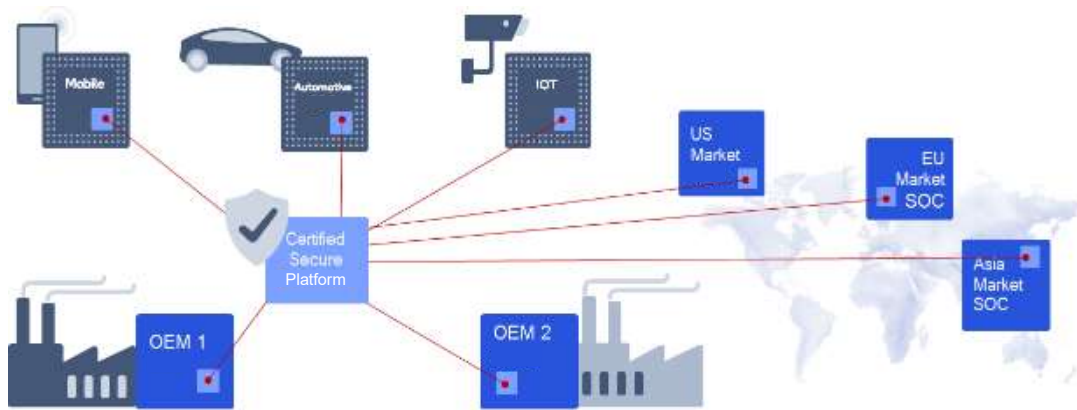 Mobile
Automotive
IOT
US
Market
EU
Market
SOC
Certified
Secure
Platform
Asia
Market
SOC
OEM 1
OEM 2